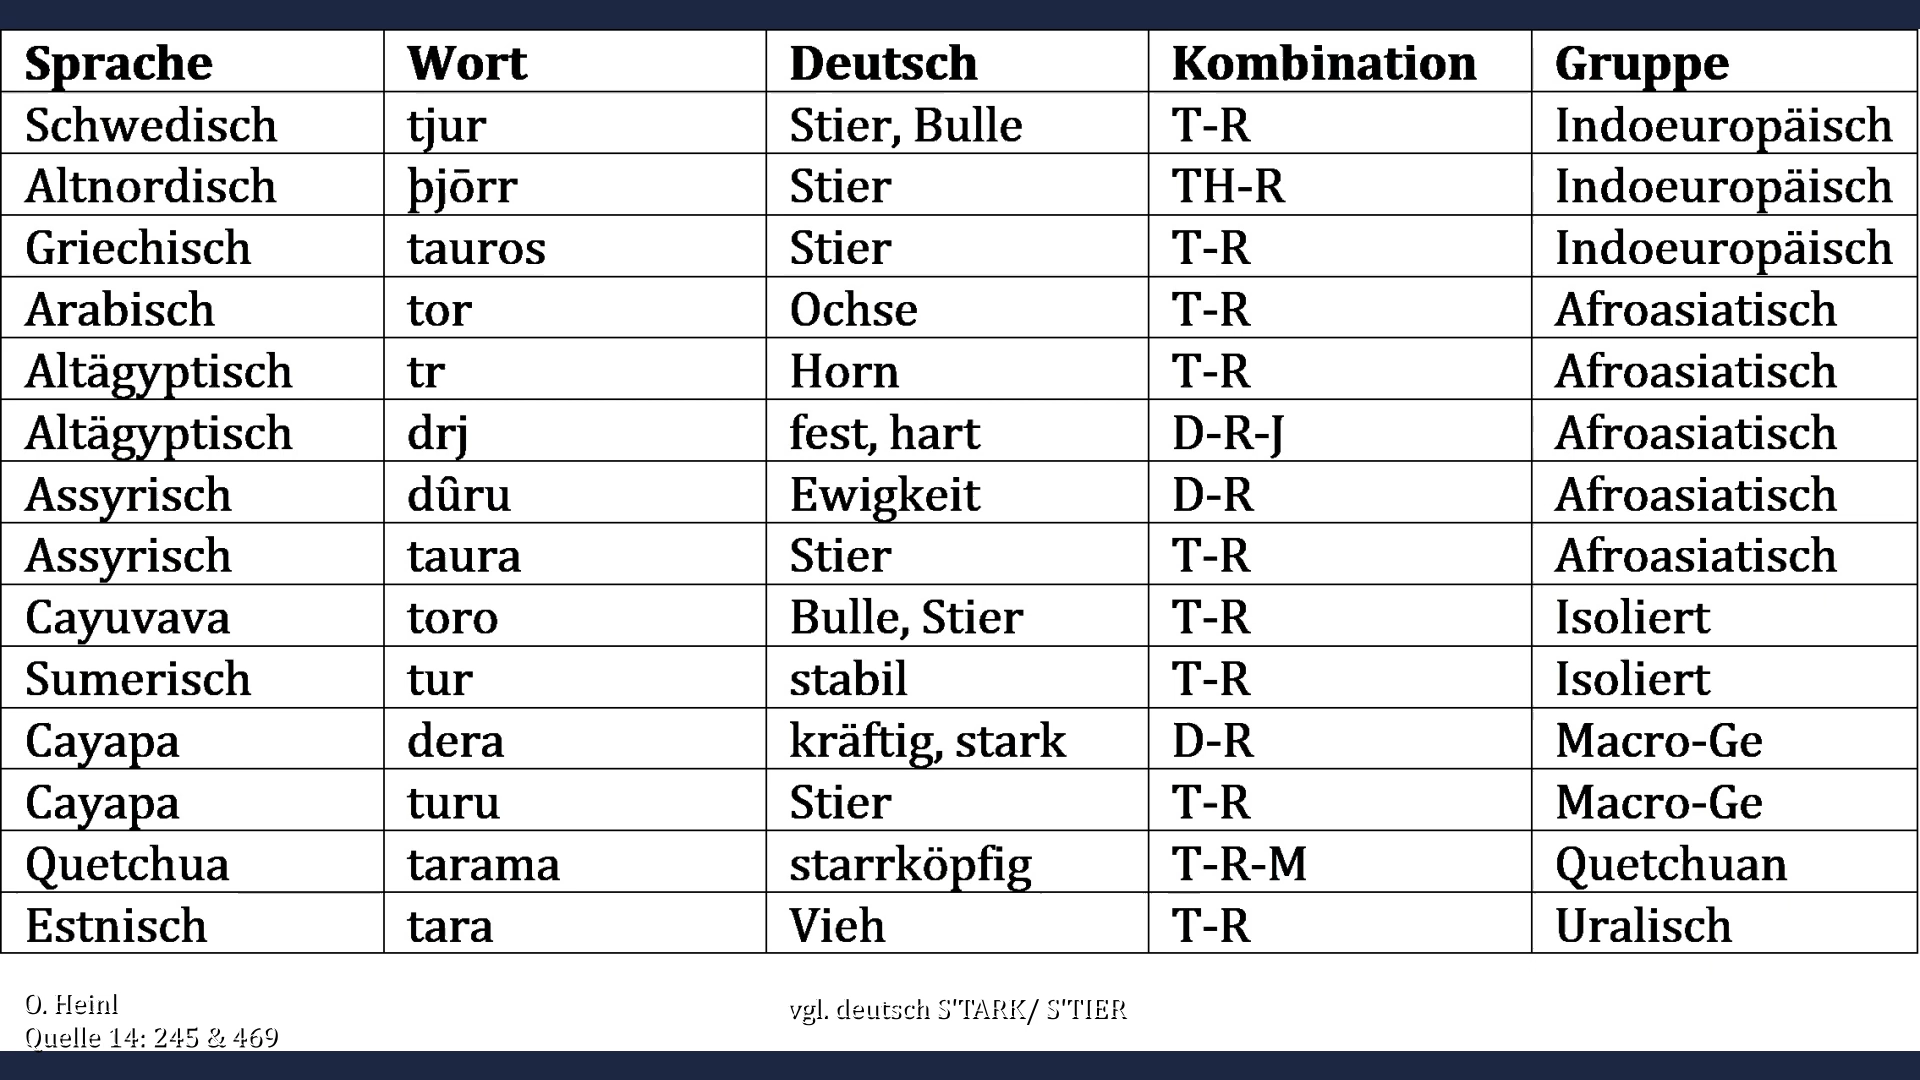 Sprache Wort Deutsch Kombination Gruppe
Schwedisch tjur Stier, Bulle T-R Indoeuropäisch
Altnordisch þjōrr Stier TH-R Indoeuropäisch
Griechisch tauros Stier T-R Indoeuropäisch
Arabisch tor Ochse T-R Afroasiatisch
Altägyptisch tr Horn T-R Afroasiatisch
Altägyptisch drj fest, hart D-R-J Afroasiatisch
Assyrisch dûru Ewigkeit D-R Afroasiatisch
Assyrisch taura Stier T-R Afroasiatisch
Cayuvava toro Bulle, Stier T-R Isoliert
Sumerisch tur stabil T-R Isoliert
Cayapa dera kräftig, stark D-R Macro-Ge
Cayapa turu Stier T-R Macro-Ge
Quetchua tarama starrköpfig T-R-M Quetchuan
Estnisch tara Vieh T-R Uralisch
O. Heinl
Quelle 14: 245 & 469
vgl. deutsch S'TARK/ S'TIER